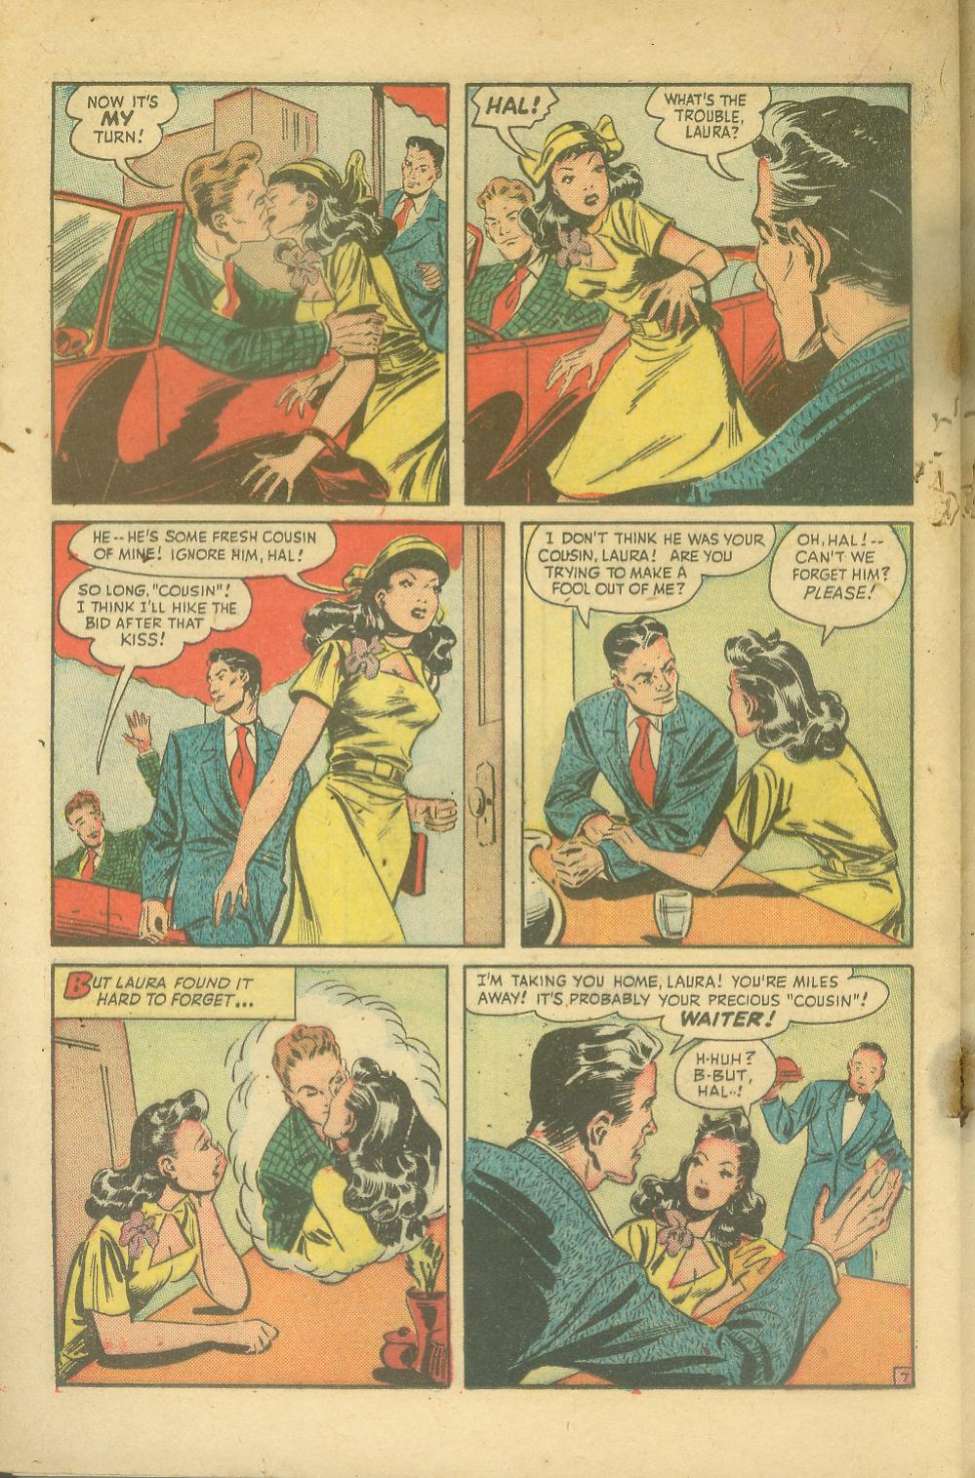 NOW IT'S
MY
TURN!
HAL!
WHAT'S THE
TROUBLE,
LAURA?
HE--HE'S SOME FRESH COUSIN
OF MINE! IGNORE HIM, HAL!
SO LONG, "COUSIN"!
I THINK I'LL HIKE THE
BID AFTER THAT
KISS!
I DON'T THINK HE WAS YOUR
COUSIN, LAURA! ARE YOU
TRYING TO MAKE A
FOOL OUT OF ME?
OH, HAL!--
CAN'T WE
FORGET HIM?
PLEASE!
BUT LAURA FOUND IT
HARD TO FORGET...
I'M TAKING YOU HOME, LAURA! YOU'RE MILES
AWAY! IT'S PROBABLY YOUR PRECIOUS "COUSIN"!
WAITER!
H-HUH?
B-BUT,
HAL--!
7